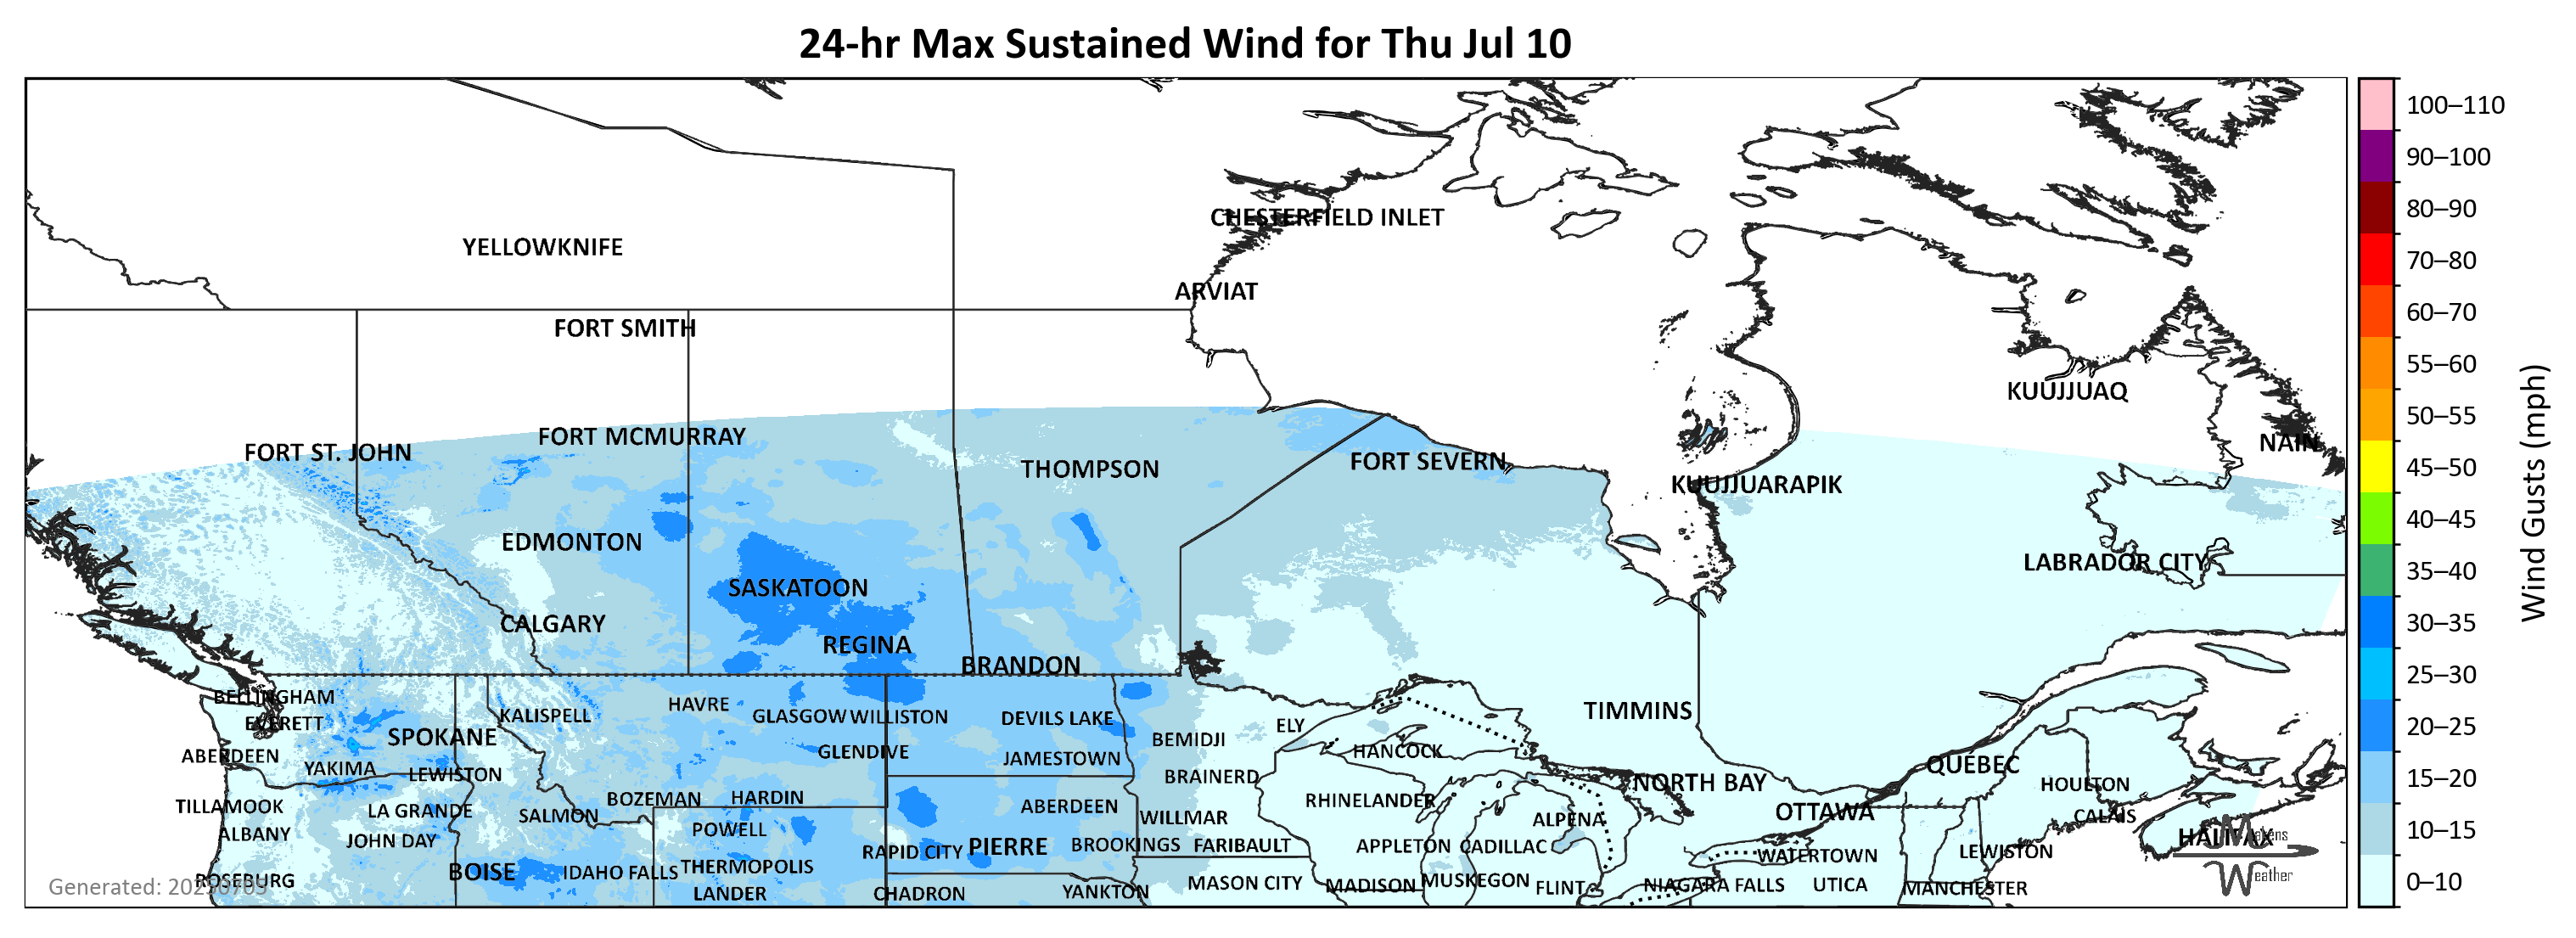 24-hr Max Sustained Wind for Thu Jul 10
100–110
90–100
80–90
70–80
60–70
55–60
50–55
45–50
40–45
35–40
30–35
25–30
20–25
15–20
10–15
0–10
Wind Gusts (mph)
CHESTERFIELD INLET
YELLOWKNIFE
ARVIAT
FORT SMITH
KUUJJUAQ
FORT MCMURRAY
NAIN
FORT ST. JOHN
FORT SEVERN
THOMPSON
KUUJJUARAPIK
EDMONTON
LABRADOR CITY
SASKATOON
CALGARY
REGINA
BRANDON
BELLINGHAM
HAVRE
TIMMINS
KALISPELL
GLASGOW
WILLISTON
DEVILS LAKE
EVERETT
ELY
SPOKANE
BEMIDJI
HANCOCK
GLENDIVE
ABERDEEN
JAMESTOWN
QUÉBEC
YAKIMA
LEWISTON
BRAINERD
NORTH BAY
HOULTON
BOZEMAN
HARDIN
RHINELANDER
TILLAMOOK
LA GRANDE
ABERDEEN
OTTAWA
SALMON
CALAIS
WILLMAR
ALPENA
POWELL
ALBANY
HALIFAX
Makens
JOHN DAY
BROOKINGS
FARIBAULT
APPLETON
CADILLAC
PIERRE
RAPID CITY
LEWISTON
WATERTOWN
THERMOPOLIS
BOISE
IDAHO FALLS
Weather
ROSEBURG
MUSKEGON
MASON CITY
MADISON
NIAGARA FALLS
UTICA
Generated:
FLINT
MANCHESTER
LANDER
CHADRON
YANKTON